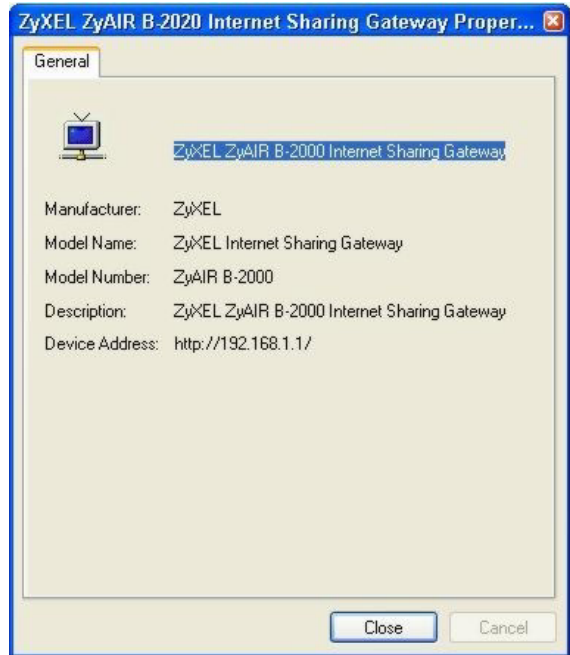 ZyXEL ZyAIR B-2020 Internet Sharing Gateway Proper...
General
ZyXEL ZyAIR B-2000 Internet Sharing Gateway
Manufacturer: ZyXEL
Model Name: ZyXEL Internet Sharing Gateway
Model Number: ZyAIR B-2000
Description: ZyXEL ZyAIR B-2000 Internet Sharing Gateway
Device Address: http://192.168.1.1/
Close Cancel